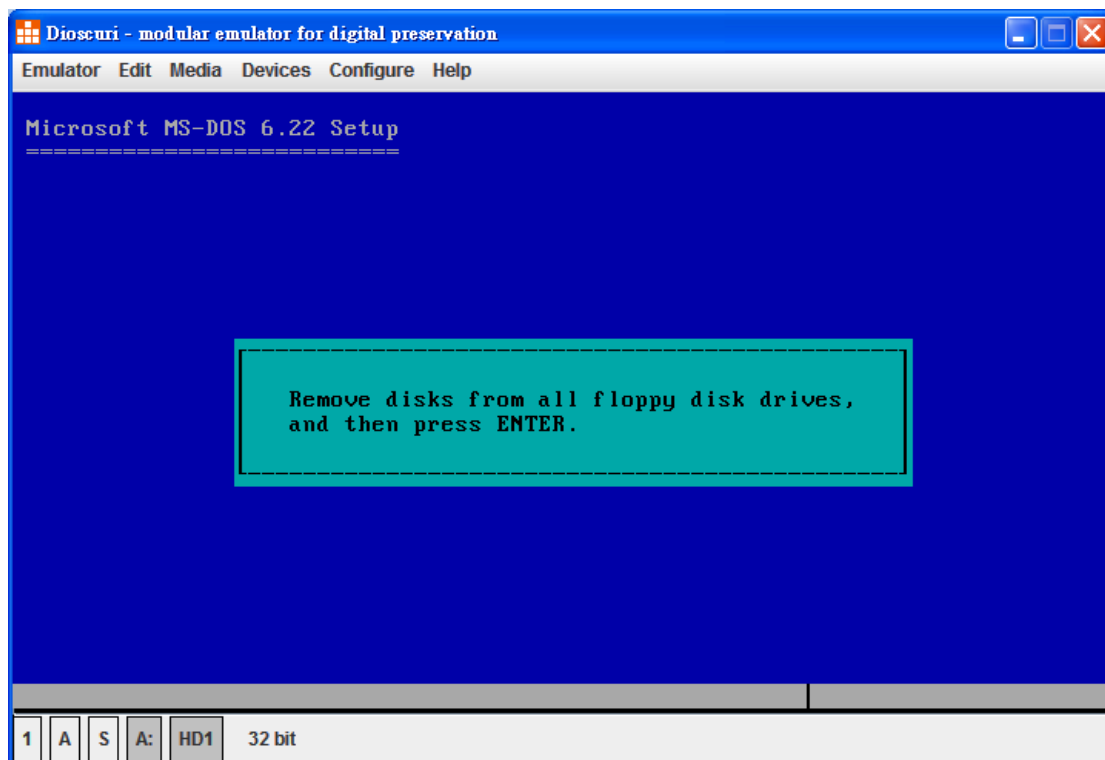 Dioscuri - modular emulator for digital preservation
Emulator Edit Media Devices Configure Help
Microsoft MS-DOS 6.22 Setup
===========================
Remove disks from all floppy disk drives,
and then press ENTER.
1 A S A: HD1 32 bit